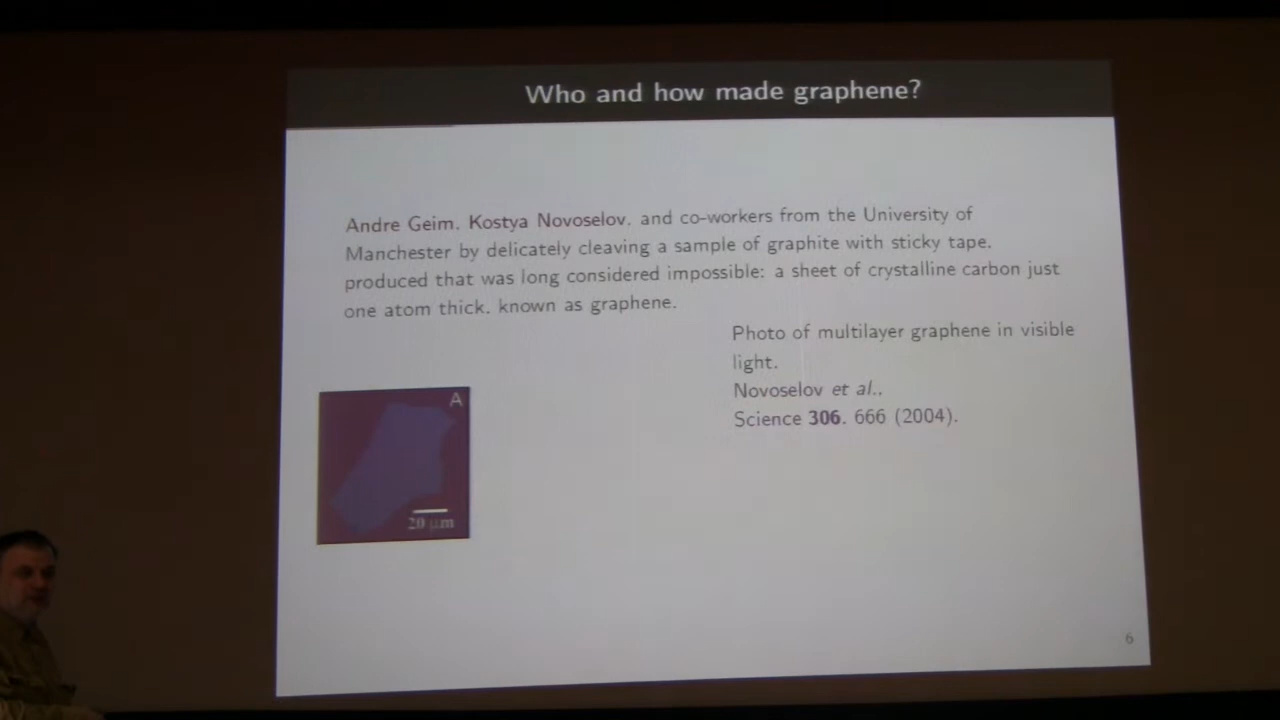 Who and how made graphene?
Andre Geim, Kostya Novoselov, and co-workers from the University of
Manchester by delicately cleaving a sample of graphite with sticky tape,
produced that was long considered impossible: a sheet of crystalline carbon just
one atom thick, known as graphene.
Photo of multilayer graphene in visible
light.
Novoselov et al.,
Science 306, 666 (2004).
A
20 μm
6